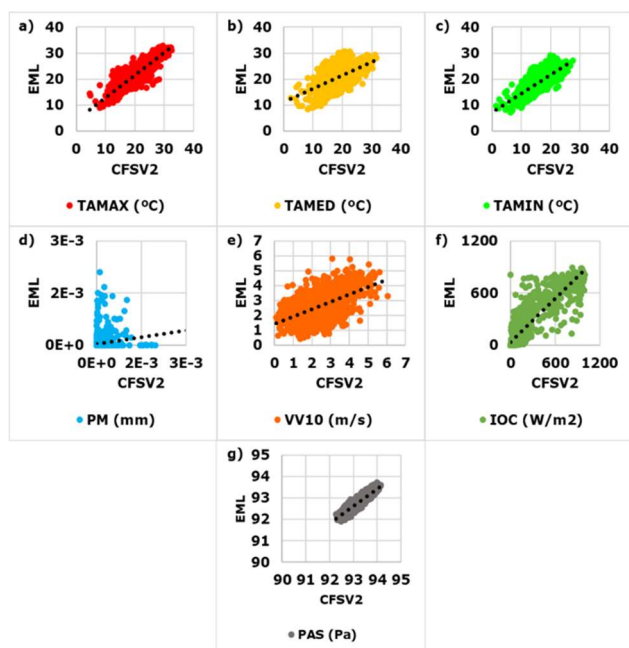 a)
40
30
20
10
0
EML
0 10 20 30 40
CFSV2
TAMAX (ºC)
b)
40
30
20
10
0
EML
0 10 20 30 40
CFSV2
TAMED (ºC)
c)
40
30
20
10
0
EML
0 10 20 30 40
CFSV2
TAMIN (ºC)
d)
3E-3
2E-3
0E+0
EML
0E+0 2E-3 3E-3
CFSV2
PM (mm)
e)
7
6
5
4
3
2
1
0
EML
0 1 2 3 4 5 6 7
CFSV2
VV10 (m/s)
f)
1200
600
0
EML
0 600 1200
CFSV2
IOC (W/m2)
g)
95
94
93
92
91
90
EML
90 91 92 93 94 95
CFSV2
PAS (Pa)